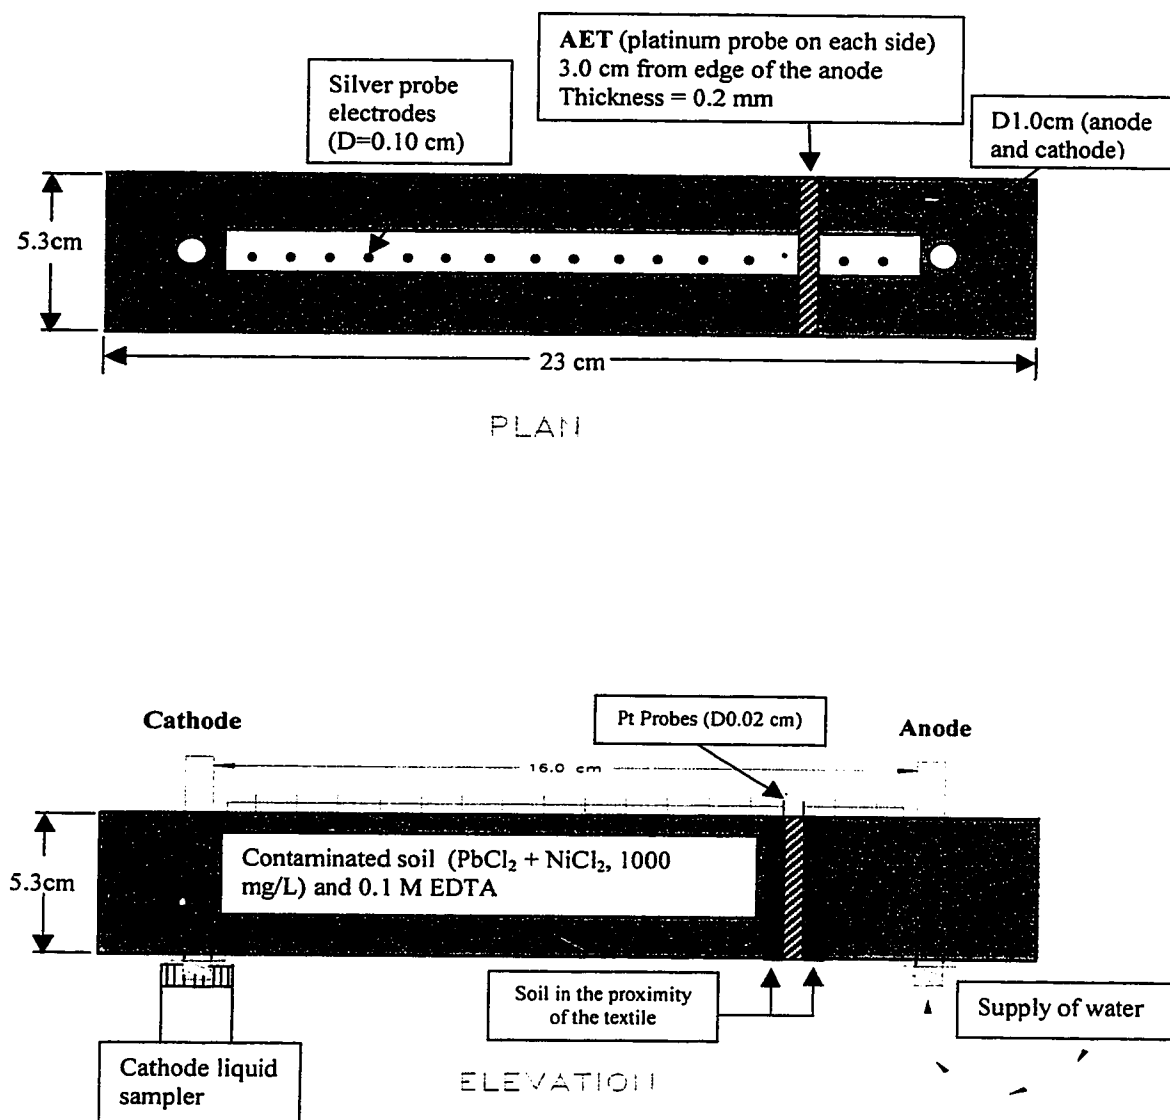 AET (platinum probe on each side)
3.0 cm from edge of the anode
Thickness = 0.2 mm
Silver probe
electrodes
(D=0.10 cm)
D1.0cm (anode
and cathode)
5.3cm
23 cm
PLAN
Cathode
Pt Probes (D0.02 cm)
Anode
16.0 cm
Contaminated soil (PbCl₂ + NiCl₂, 1000
mg/L) and 0.1 M EDTA
5.3cm
Soil in the proximity
of the textile
Supply of water
Cathode liquid
sampler
ELEVATION